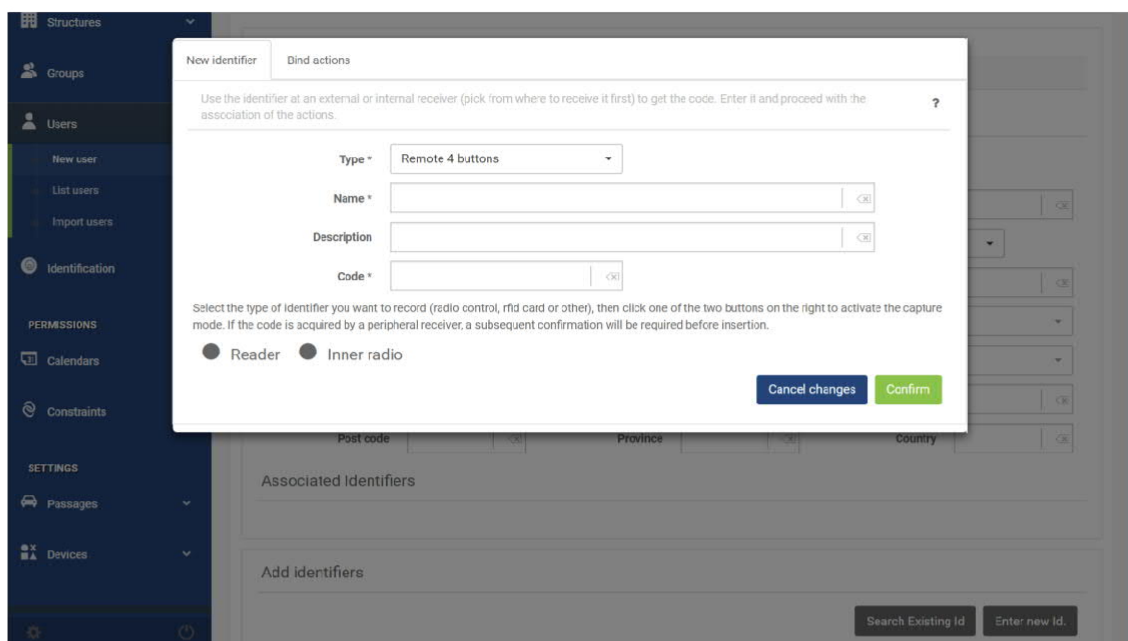 Structures
Groups
Users
New user
List users
Import users
Identification
PERMISSIONS
Calendars
Constraints
SETTINGS
Passages
Devices
New identifier
Bind actions
Use the identifier at an external or internal receiver (pick from where to receive it first) to get the code. Enter it and proceed with the
association of the actions.
?
Type *
Remote 4 buttons
Name *
Description
Code *
Select the type of identifier you want to record (radio control, rfid card or other), then click one of the two buttons on the right to activate the capture
mode. If the code is acquired by a peripheral receiver, a subsequent confirmation will be required before insertion.
Reader Inner radio
Cancel changes Confirm
Post code Province Country
Associated Identifiers
Add identifiers
Search Existing Id Enter new Id.